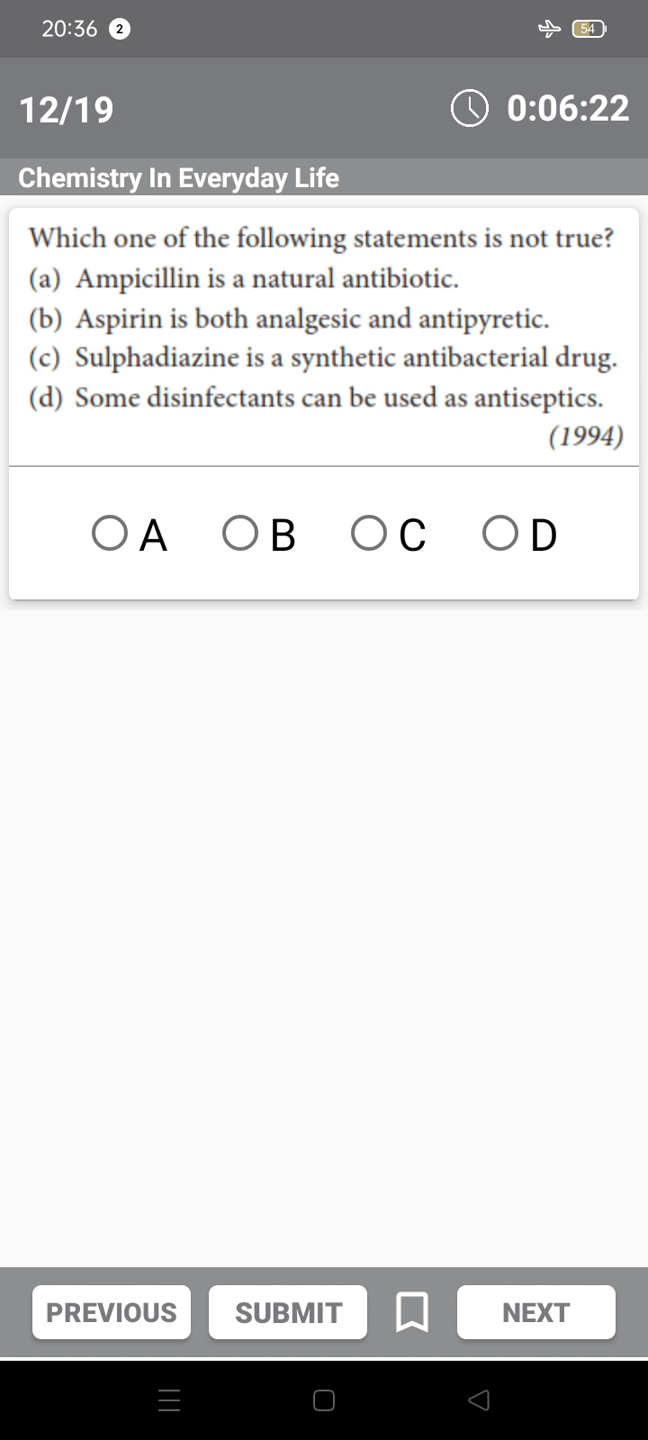 20:36 2 54
12/19 0:06:22
Chemistry In Everyday Life
Which one of the following statements is not true?
(a) Ampicillin is a natural antibiotic.
(b) Aspirin is both analgesic and antipyretic.
(c) Sulphadiazine is a synthetic antibacterial drug.
(d) Some disinfectants can be used as antiseptics.
(1994)
A B C D
PREVIOUS SUBMIT NEXT